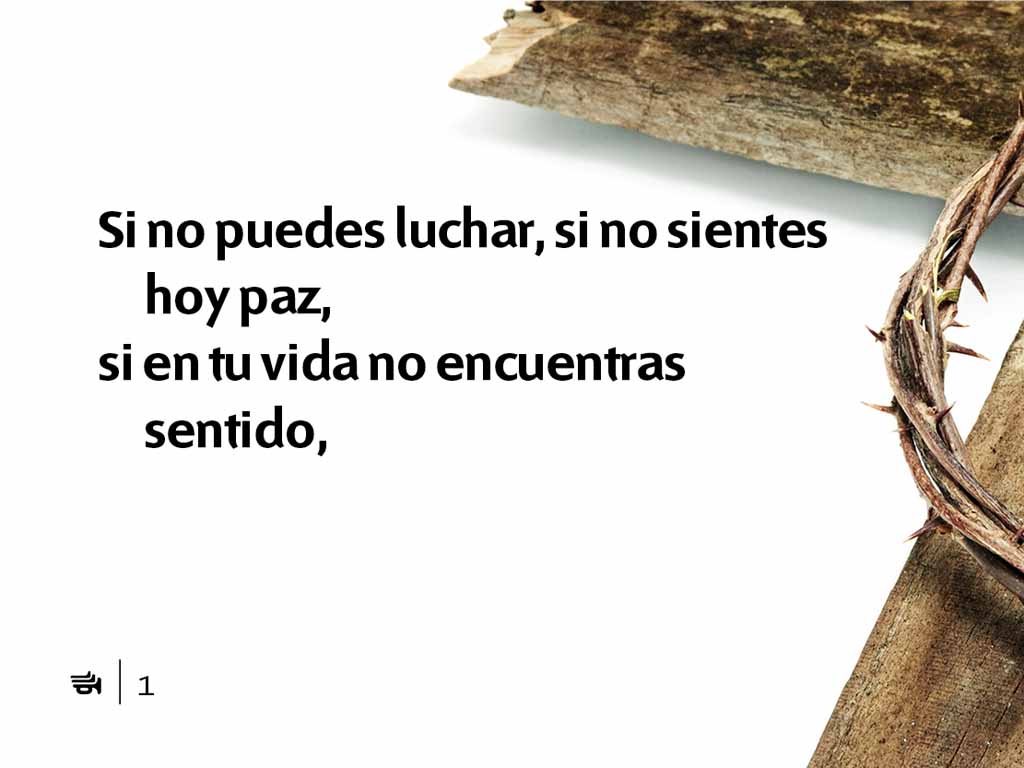 Si no puedes luchar, si no sientes
hoy paz,
si en tu vida no encuentras
sentido,
1